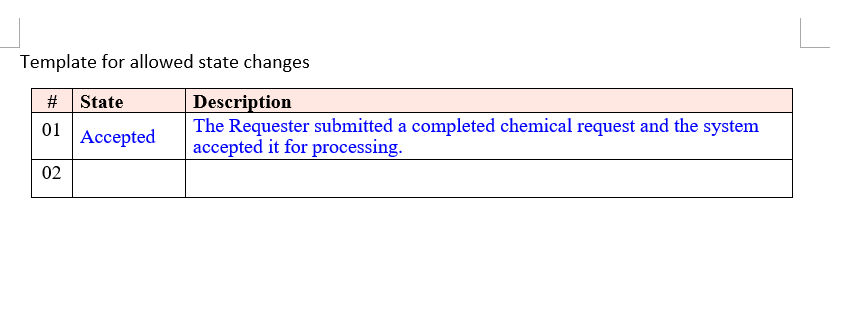 Template for allowed state changes
# State Description
01 Accepted The Requester submitted a completed chemical request and the system
accepted it for processing.
02